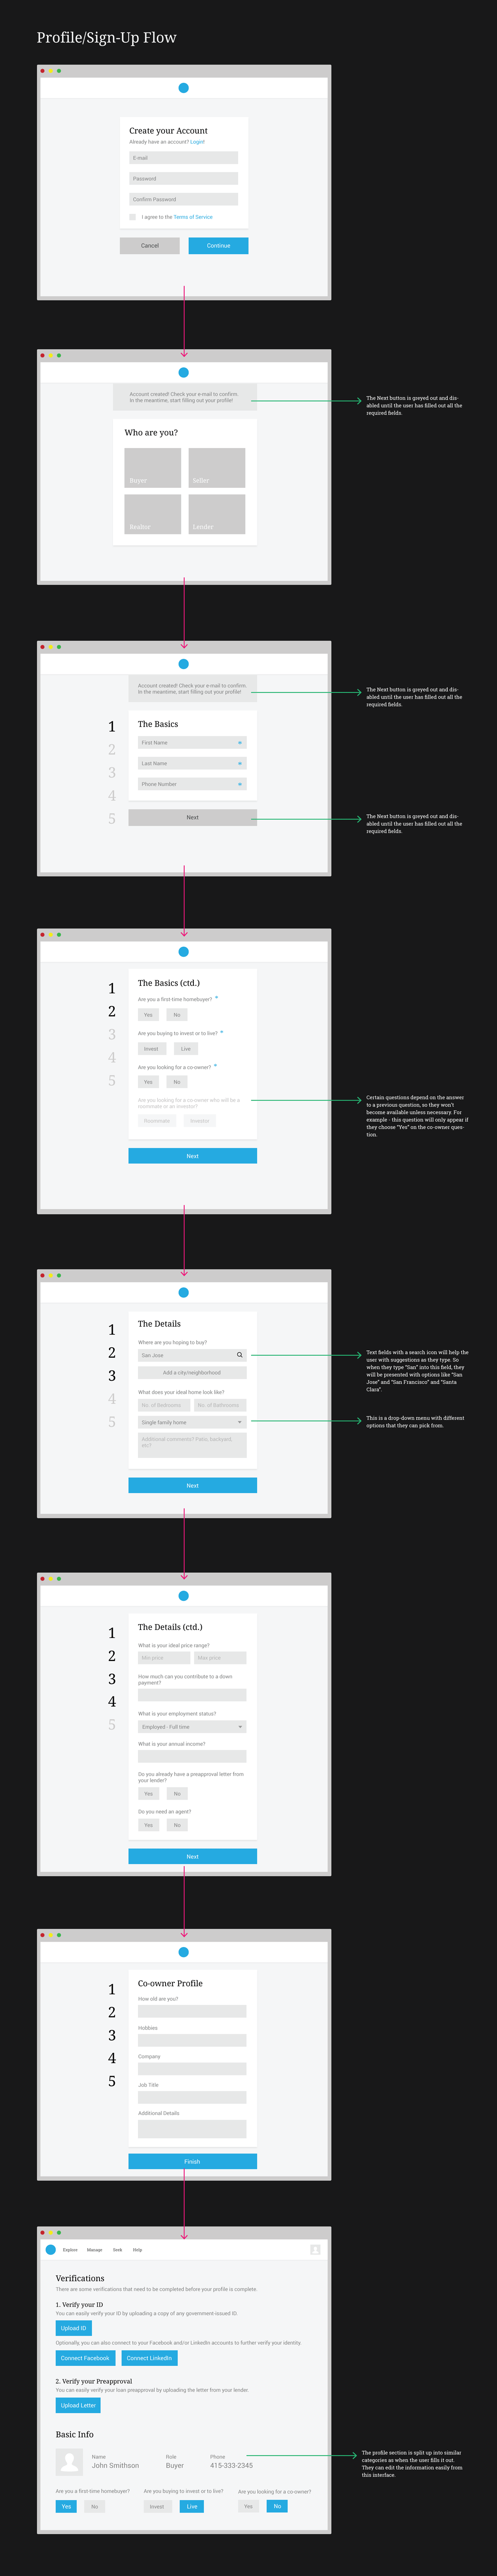 Profile/Sign-Up Flow
Create your Account
Already have an account? Login!
E-mail
Password
Confirm Password
I agree to the Terms of Service
Cancel
Continue
Account created! Check your e-mail to confirm.
In the meantime, start filling out your profile!
The Next button is greyed out and dis-
abled until the user has filled out all the
required fields.
Who are you?
Buyer
Seller
Realtor
Lender
Account created! Check your e-mail to confirm.
In the meantime, start filling out your profile!
The Next button is greyed out and dis-
abled until the user has filled out all the
required fields.
1
2
3
4
5
The Basics
First Name *
Last Name *
Phone Number *
Next
The Next button is greyed out and dis-
abled until the user has filled out all the
required fields.
1
2
3
4
5
The Basics (ctd.)
Are you a first-time homebuyer? *
Yes
No
Are you buying to invest or to live? *
Invest
Live
Are you looking for a co-owner? *
Yes
No
Are you looking for a co-owner who will be a
roommate or an investor?
Roommate
Investor
Next
Certain questions depend on the answer
to a previous question, so they won't
become available unless necessary. For
example - this question will only appear if
they choose "Yes" on the co-owner ques-
tion.
1
2
3
4
5
The Details
Where are you hoping to buy?
San Jose
Add a city/neighborhood
What does your ideal home look like?
No. of Bedrooms
No. of Bathrooms
Single family home
Additional comments? Patio, backyard,
etc?
Next
Text fields with a search icon will help the
user with suggestions as they type. So
when they type "San" into this field, they
will be presented with options like "San
Jose" and "San Francisco" and "Santa
Clara".
This is a drop-down menu with different
options that they can pick from.
1
2
3
4
5
The Details (ctd.)
What is your ideal price range?
Min price
Max price
How much can you contribute to a down
payment?
What is your employment status?
Employed - Full time
What is your annual income?
Do you already have a preapproval letter from
your lender?
Yes
No
Do you need an agent?
Yes
No
Next
1
2
3
4
5
Co-owner Profile
How old are you?
Hobbies
Company
Job Title
Additional Details
Finish
Explore
Manage
Seek
Help
Verifications
There are some verifications that need to be completed before your profile is complete.
1. Verify your ID
You can easily verify your ID by uploading a copy of any government-issued ID.
Upload ID
Optionally, you can also connect to your Facebook and/or LinkedIn accounts to further verify your identity.
Connect Facebook
Connect LinkedIn
2. Verify your Preapproval
You can easily verify your loan preapproval by uploading the letter from your lender.
Upload Letter
Basic Info
Name
Role
Phone
John Smithson
Buyer
415-333-2345
The profile section is split up into similar
categories as when the user fills it out.
They can edit the information easily from
this interface.
Are you a first-time homebuyer?
Are you buying to invest or to live?
Are you looking for a co-owner?
Yes
No
Invest
Live
Yes
No